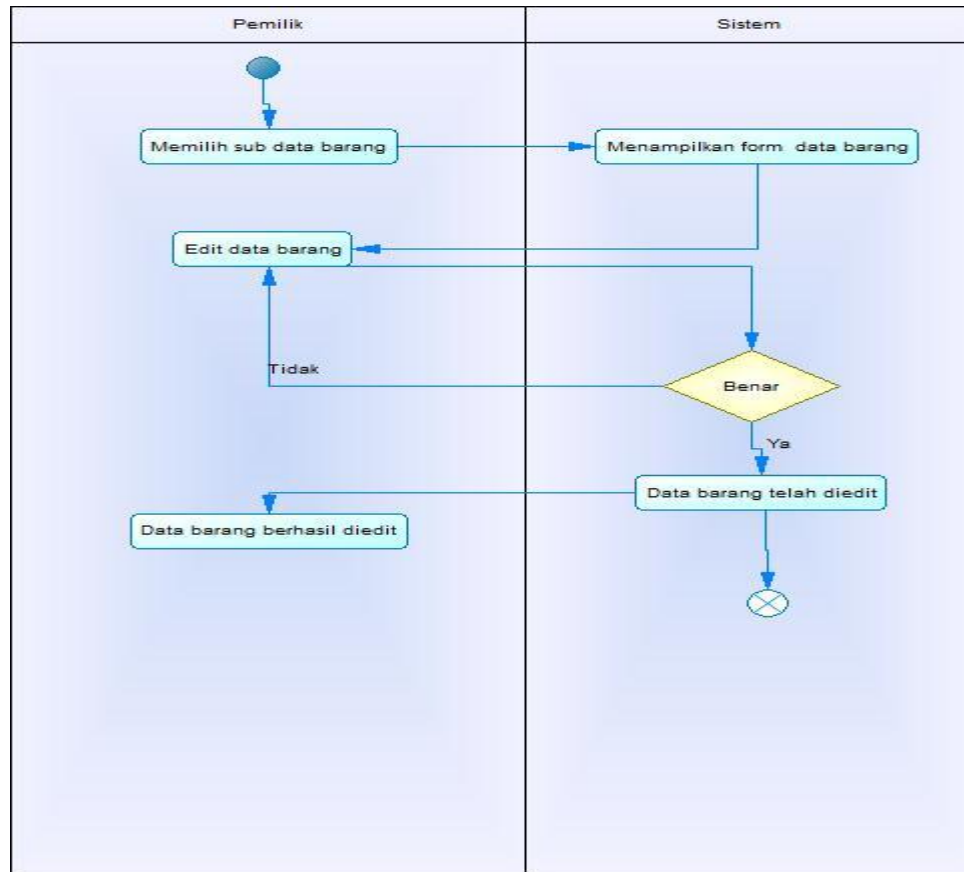 Pemilik
Sistem
Memilih sub data barang
Menampilkan form data barang
Edit data barang
Tidak
Benar
Ya
Data barang telah diedit
Data barang berhasil diedit